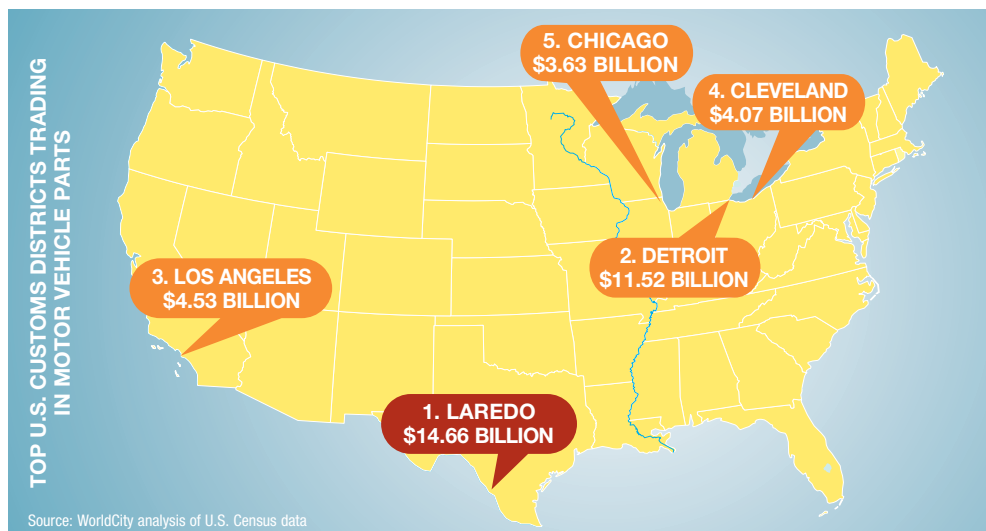 TOP U.S. CUSTOMS DISTRICTS TRADING
IN MOTOR VEHICLE PARTS
5. CHICAGO
$3.63 BILLION
4. CLEVELAND
$4.07 BILLION
2. DETROIT
$11.52 BILLION
3. LOS ANGELES
$4.53 BILLION
1. LAREDO
$14.66 BILLION
Source: WorldCity analysis of U.S. Census data